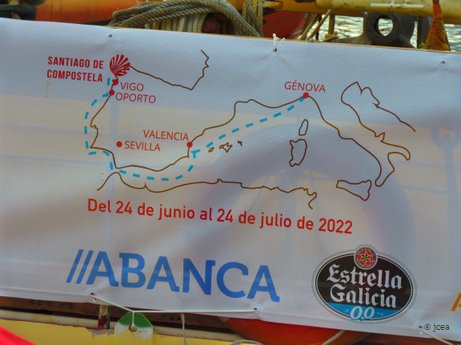 SANTIAGO DE
COMPOSTELA
VIGO
OPORTO
GÉNOVA
VALENCIA
SEVILLA
Del 24 de junio al 24 de julio de 2022
//ABANCA
Estrella
Galicia
0,0
© jcea